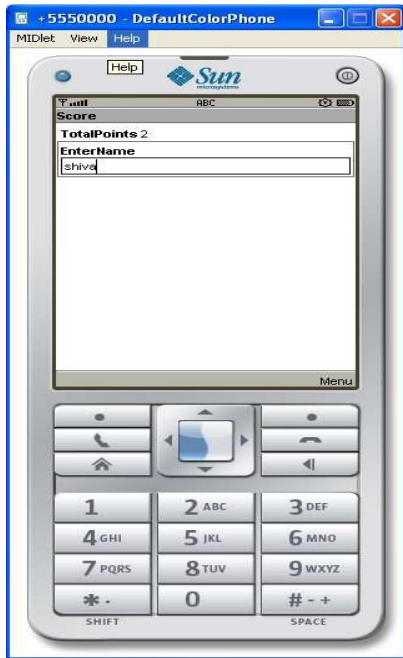 +5550000 - DefaultColorPhone
MIDlet View Help
Help
Sun
microsystems
ABC
Score
TotalPoints 2
EnterName
shiva
Menu
1 2 ABC 3 DEF
4 GHI 5 JKL 6 MNO
7 PQRS 8 TUV 9 WXYZ
* . 0 # - +
SHIFT SPACE